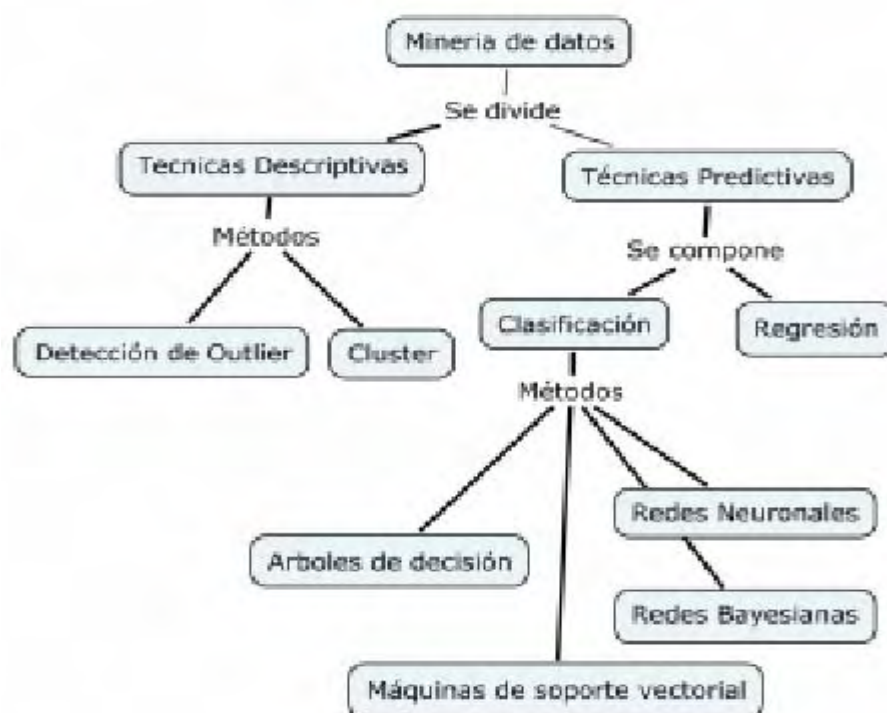 Mineria de datos
Se divide
Tecnicas Descriptivas
Técnicas Predictivas
Métodos
Se compone
Detección de Outlier
Cluster
Clasificación
Regresión
Métodos
Redes Neuronales
Arboles de decisión
Redes Bayesianas
Máquinas de soporte vectorial